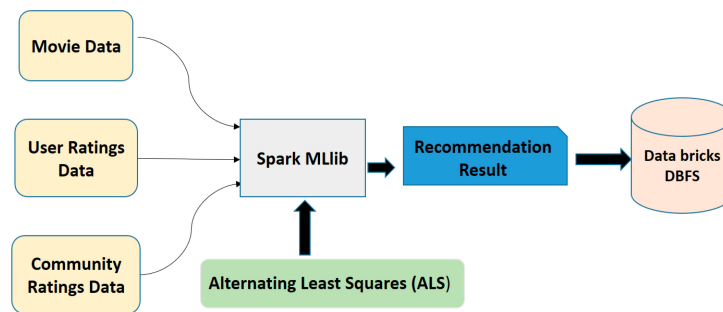 Movie Data
User Ratings
Data
Community
Ratings Data
Spark MLlib
Alternating Least Squares (ALS)
Recommendation
Result
Data bricks
DBFS